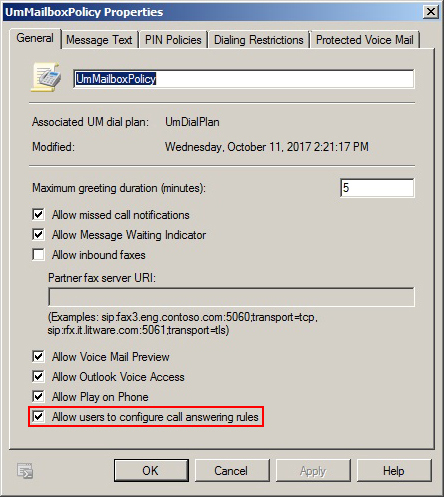 UmMailboxPolicy Properties
General Message Text PIN Policies Dialing Restrictions Protected Voice Mail
UmMailboxPolicy
Associated UM dial plan: UmDialPlan
Modified: Wednesday, October 11, 2017 2:21:17 PM
Maximum greeting duration (minutes): 5
Allow missed call notifications
Allow Message Waiting Indicator
Allow inbound faxes
Partner fax server URI:
(Examples: sip:fax3.eng.contoso.com:5060;transport=tcp,
sip:rfx.it.litware.com:5061;transport=tls)
Allow Voice Mail Preview
Allow Outlook Voice Access
Allow Play on Phone
Allow users to configure call answering rules
OK Cancel Apply Help